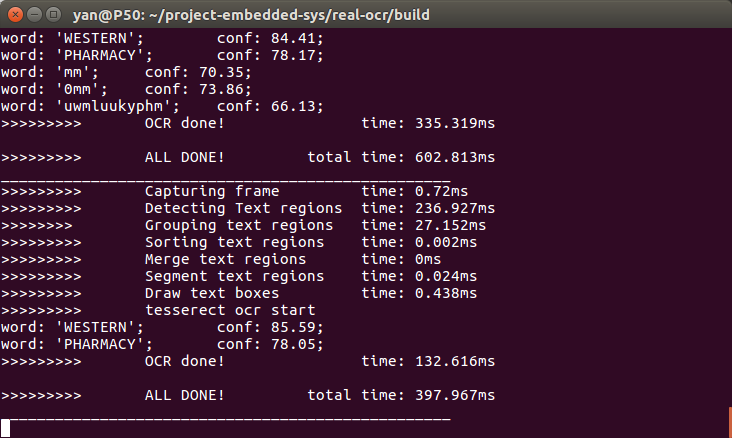 yan@P50: ~/project-embedded-sys/real-ocr/build
word: 'WESTERN';        conf: 84.41;
word: 'PHARMACY';       conf: 78.17;
word: 'mm';     conf: 70.35;
word: '0mm';    conf: 73.86;
word: 'uwmluukyphm';    conf: 66.13;
>>>>>>>>>       OCR done!               time: 335.319ms
>>>>>>>>>       ALL DONE!         total time: 602.813ms
__________________________________________________
>>>>>>>>>       Capturing frame         time: 0.72ms
>>>>>>>>>       Detecting Text regions  time: 236.927ms
>>>>>>>>        Grouping text regions   time: 27.152ms
>>>>>>>>>       Sorting text regions    time: 0.002ms
>>>>>>>>>       Merge text regions      time: 0ms
>>>>>>>>>       Segment text regions    time: 0.024ms
>>>>>>>>>       Draw text boxes         time: 0.438ms
>>>>>>>>>       tesserect ocr start
word: 'WESTERN';        conf: 85.59;
word: 'PHARMACY';       conf: 78.05;
>>>>>>>>>       OCR done!               time: 132.616ms
>>>>>>>>>       ALL DONE!         total time: 397.967ms
__________________________________________________